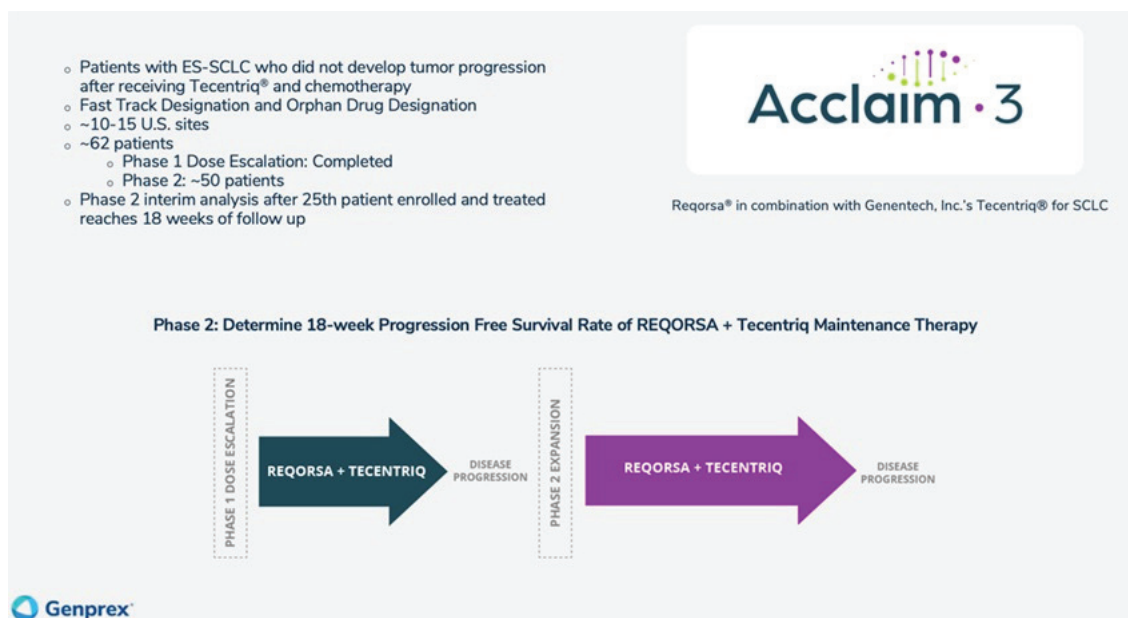 Patients with ES-SCLC who did not develop tumor progression
after receiving Tecentriq® and chemotherapy
Fast Track Designation and Orphan Drug Designation
~10-15 U.S. sites
~62 patients
Phase 1 Dose Escalation: Completed
Phase 2: ~50 patients
Phase 2 interim analysis after 25th patient enrolled and treated
reaches 18 weeks of follow up
Acclaim · 3
Reqorsa® in combination with Genentech, Inc.'s Tecentriq® for SCLC
Phase 2: Determine 18-week Progression Free Survival Rate of REQORSA + Tecentriq Maintenance Therapy
PHASE 1 DOSE ESCALATION
REQORSA + TECENTRIQ
DISEASE
PROGRESSION
PHASE 2 EXPANSION
REQORSA + TECENTRIQ
DISEASE
PROGRESSION
Genprex